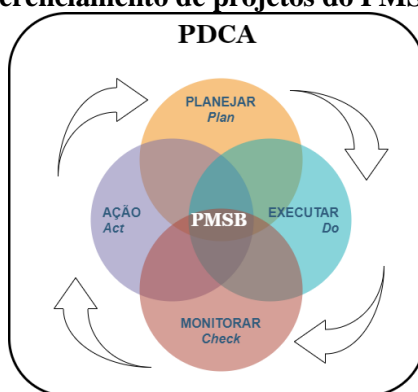 erenciamento de projetos do PMS
PDCA
PLANEJAR
Plan
AÇÃO
Act
PMSB
EXECUTAR
Do
MONITORAR
Check